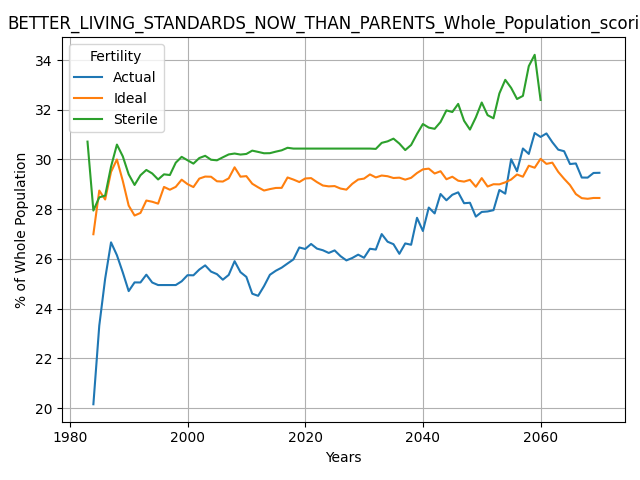 BETTER_LIVING_STANDARDS_NOW_THAN_PARENTS_Whole_Population_scori
Fertility
Actual
Ideal
Sterile
% of Whole Population
34
32
30
28
26
24
22
20
1980
2000
2020
2040
2060
Years